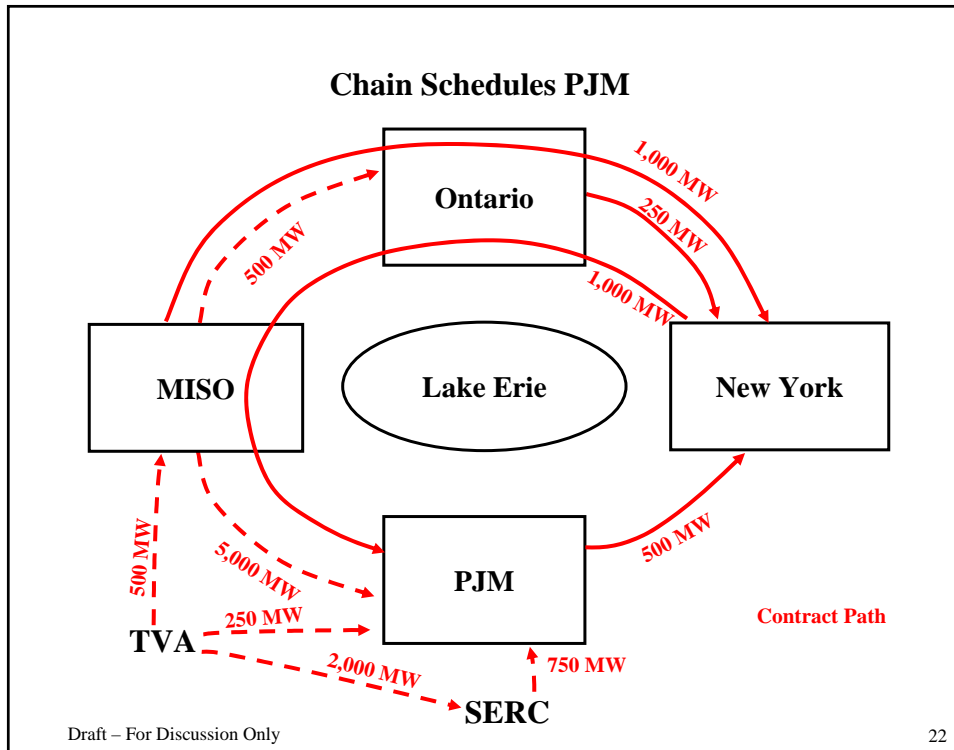 Chain Schedules PJM
1,000 MW
Ontario
250 MW
500 MW
1,000 MW
MISO
Lake Erie
New York
500 MW
5,000 MW
500 MW
PJM
250 MW
Contract Path
TVA
2,000 MW
750 MW
SERC
Draft – For Discussion Only
22